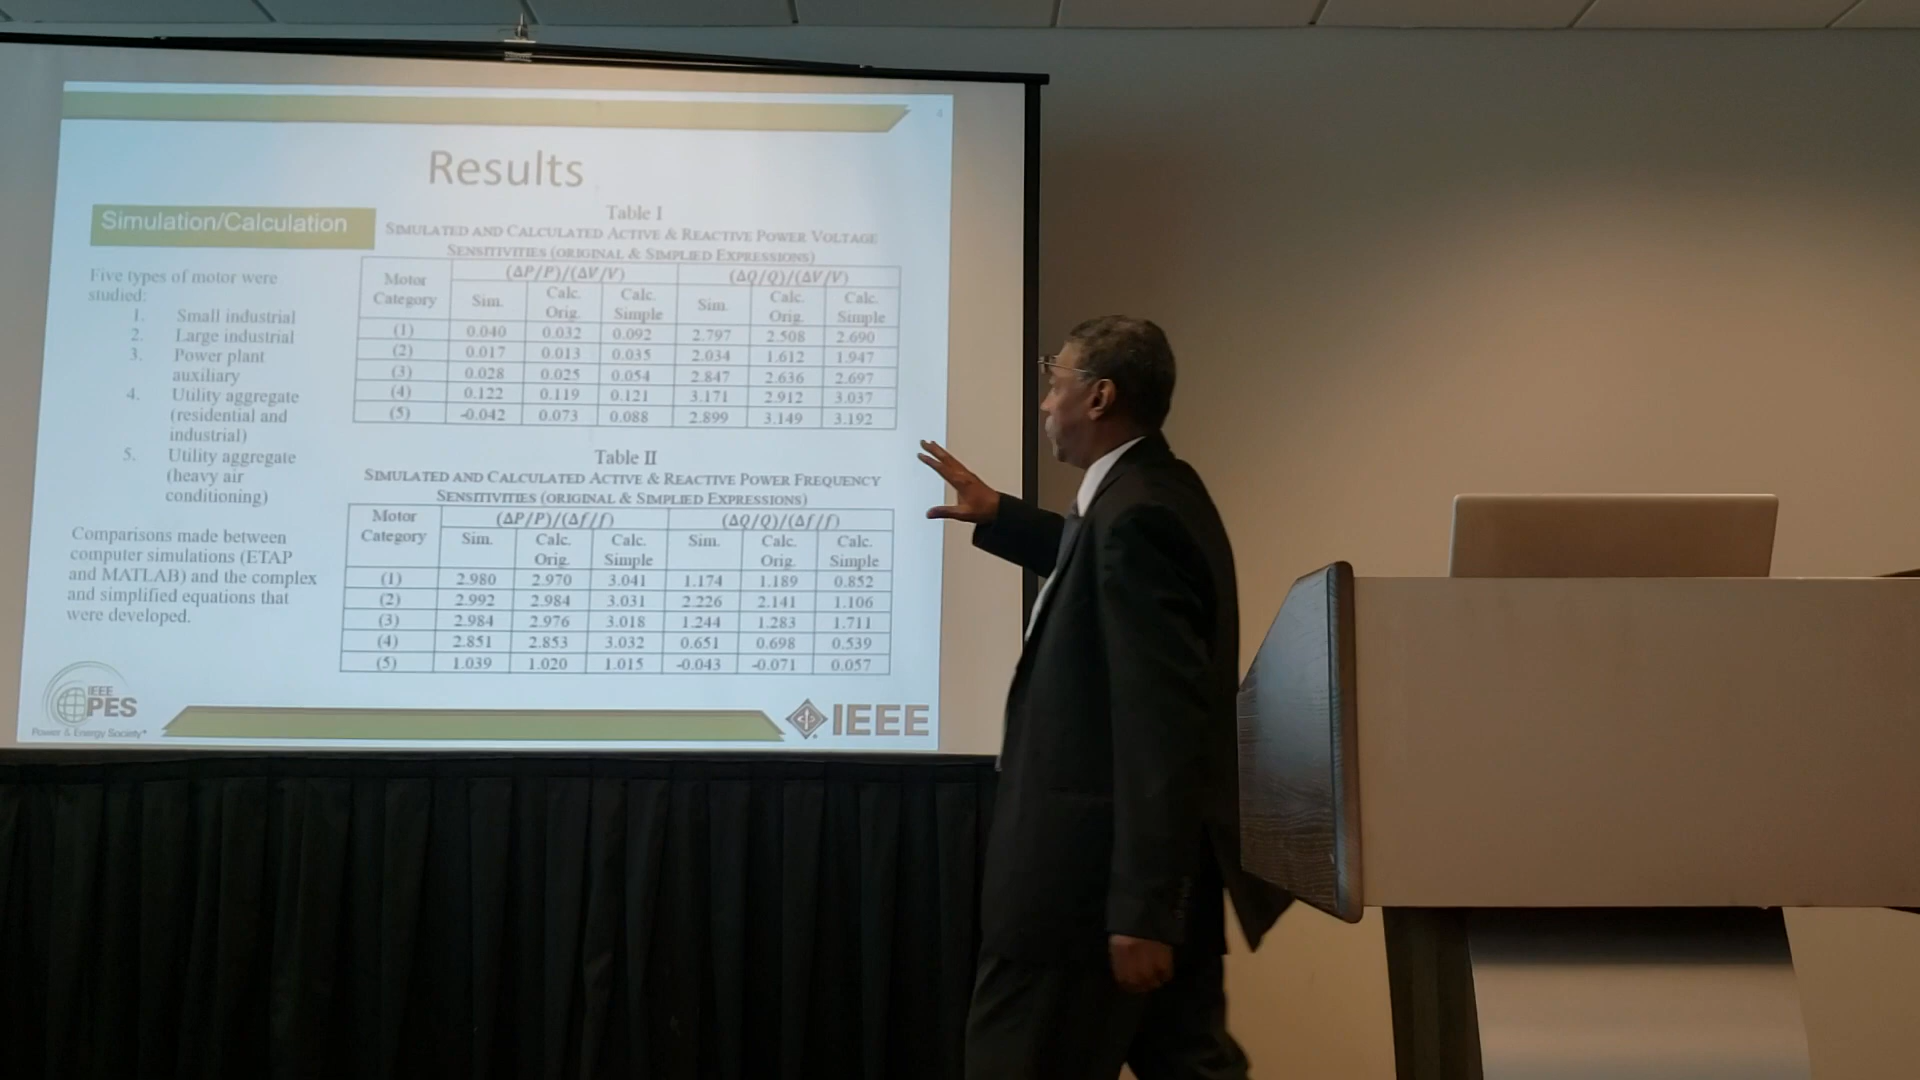 4
Results
Simulation/Calculation
Five types of motor were
studied:
1. Small industrial
2. Large industrial
3. Power plant
auxiliary
4. Utility aggregate
(residential and
industrial)
5. Utility aggregate
(heavy air
conditioning)
Comparisons made between
computer simulations (ETAP
and MATLAB) and the complex
and simplified equations that
were developed.
Table I
SIMULATED AND CALCULATED ACTIVE & REACTIVE POWER VOLTAGE
SENSITIVITIES (ORIGINAL & SIMPLIED EXPRESSIONS)
Motor Category (ΔP/P)/(ΔV/V) (ΔQ/Q)/(ΔV/V)
Sim. Calc. Orig. Calc. Simple Sim. Calc. Orig. Calc. Simple
(1) 0.040 0.032 0.092 2.797 2.508 2.690
(2) 0.017 0.013 0.035 2.034 1.612 1.947
(3) 0.028 0.025 0.054 2.847 2.636 2.697
(4) 0.122 0.119 0.121 3.171 2.912 3.037
(5) -0.042 0.073 0.088 2.899 3.149 3.192
Table II
SIMULATED AND CALCULATED ACTIVE & REACTIVE POWER FREQUENCY
SENSITIVITIES (ORIGINAL & SIMPLIED EXPRESSIONS)
Motor Category (ΔP/P)/(Δf/f) (ΔQ/Q)/(Δf/f)
Sim. Calc. Orig. Calc. Simple Sim. Calc. Orig. Calc. Simple
(1) 2.980 2.970 3.041 1.174 1.189 0.852
(2) 2.992 2.984 3.031 2.226 2.141 1.106
(3) 2.984 2.976 3.018 1.244 1.283 1.711
(4) 2.851 2.853 3.032 0.651 0.698 0.539
(5) 1.039 1.020 1.015 -0.043 -0.071 0.057
IEEE
PES
Power & Energy Society*
IEEE